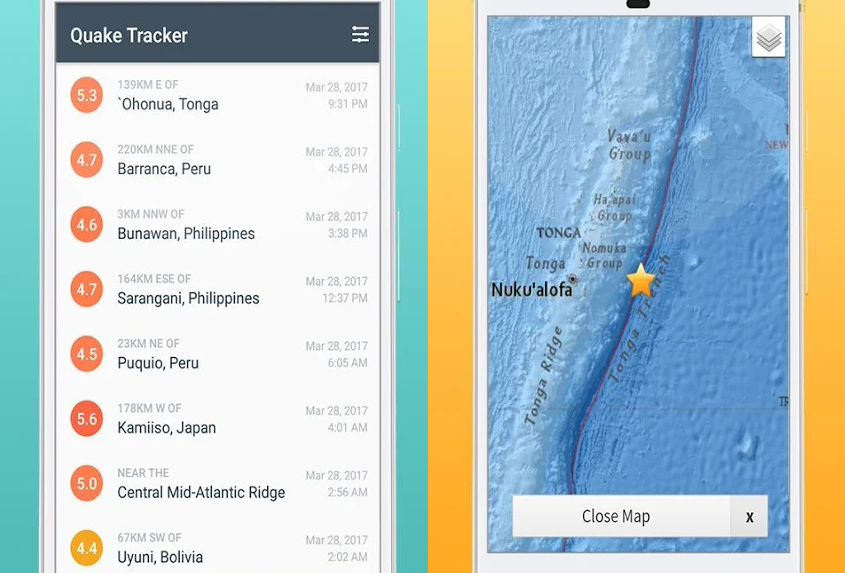 Quake Tracker
5.3
139KM E OF
`Ohonua, Tonga
Mar 28, 2017
9:31 PM
4.7
220KM NNE OF
Barranca, Peru
Mar 28, 2017
4:45 PM
4.6
3KM NNW OF
Bunawan, Philippines
Mar 28, 2017
3:38 PM
4.7
164KM ESE OF
Sarangani, Philippines
Mar 28, 2017
12:37 PM
4.5
23KM NE OF
Puquio, Peru
Mar 28, 2017
6:05 AM
5.6
178KM W OF
Kamiiso, Japan
Mar 28, 2017
4:01 AM
5.0
NEAR THE
Central Mid-Atlantic Ridge
Mar 28, 2017
2:56 AM
4.4
67KM SW OF
Uyuni, Bolivia
Mar 28, 2017
2:02 AM
Vava'u
Group
NEW
Ha'apai
Group
TONGA
Nomuka
Group
Tonga
Nuku'alofa
Tonga Trench
Tonga Ridge
Close Map
x